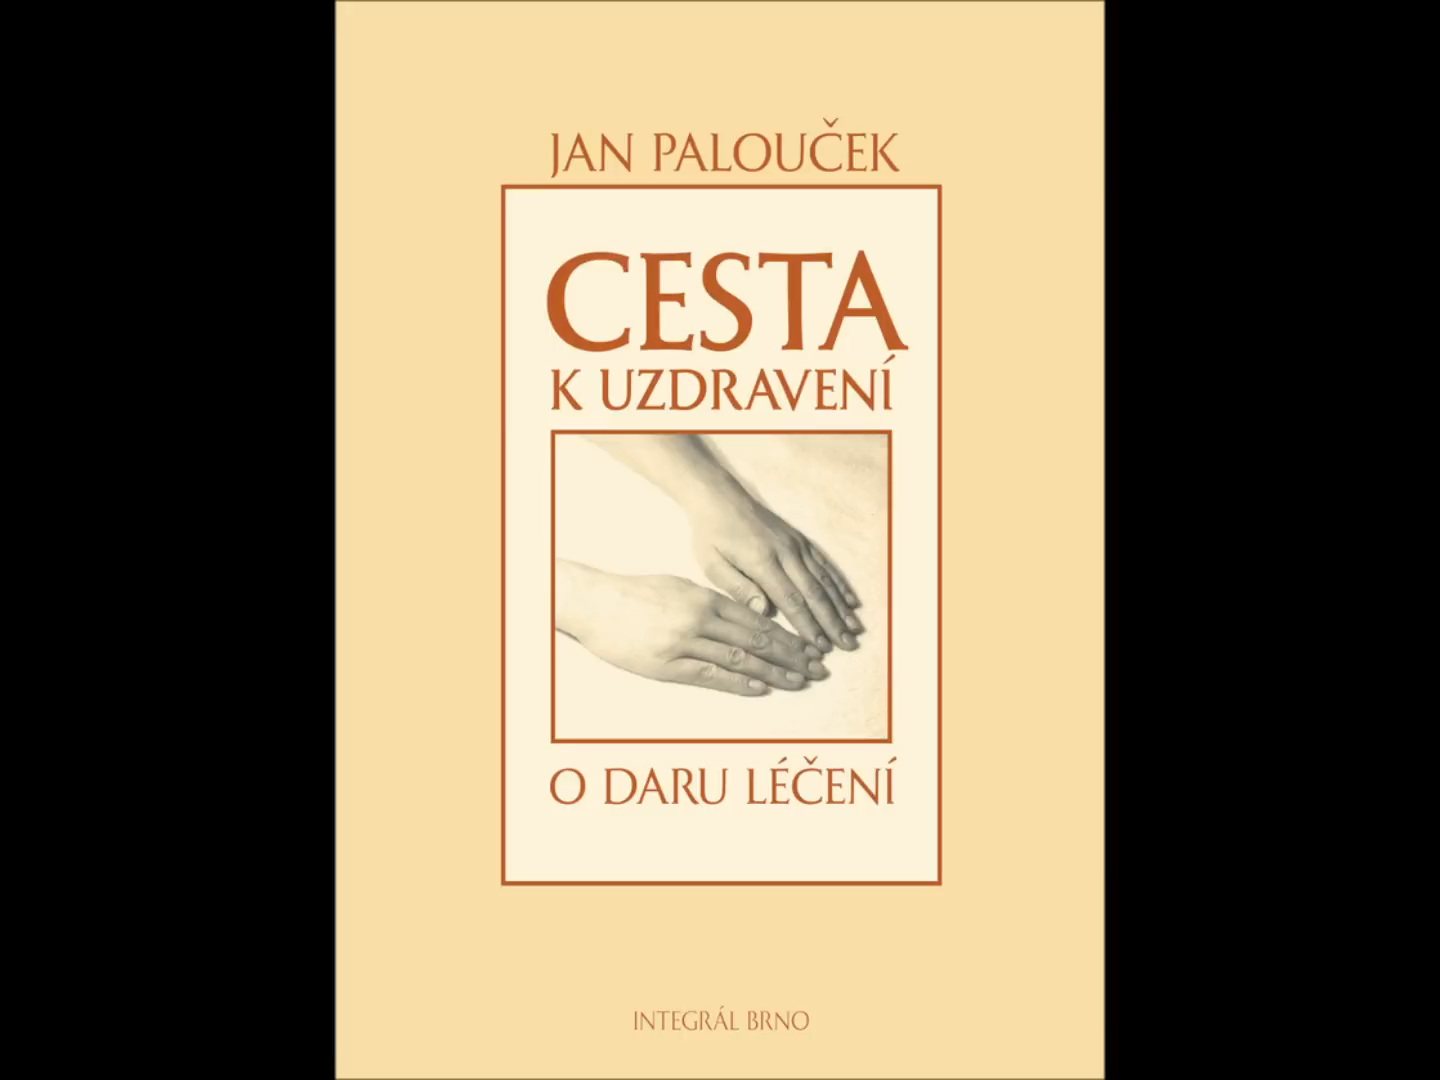 JAN PALOUČEK
CESTA
K UZDRAVENÍ
O DARU LÉČENÍ
INTEGRÁL BRNO